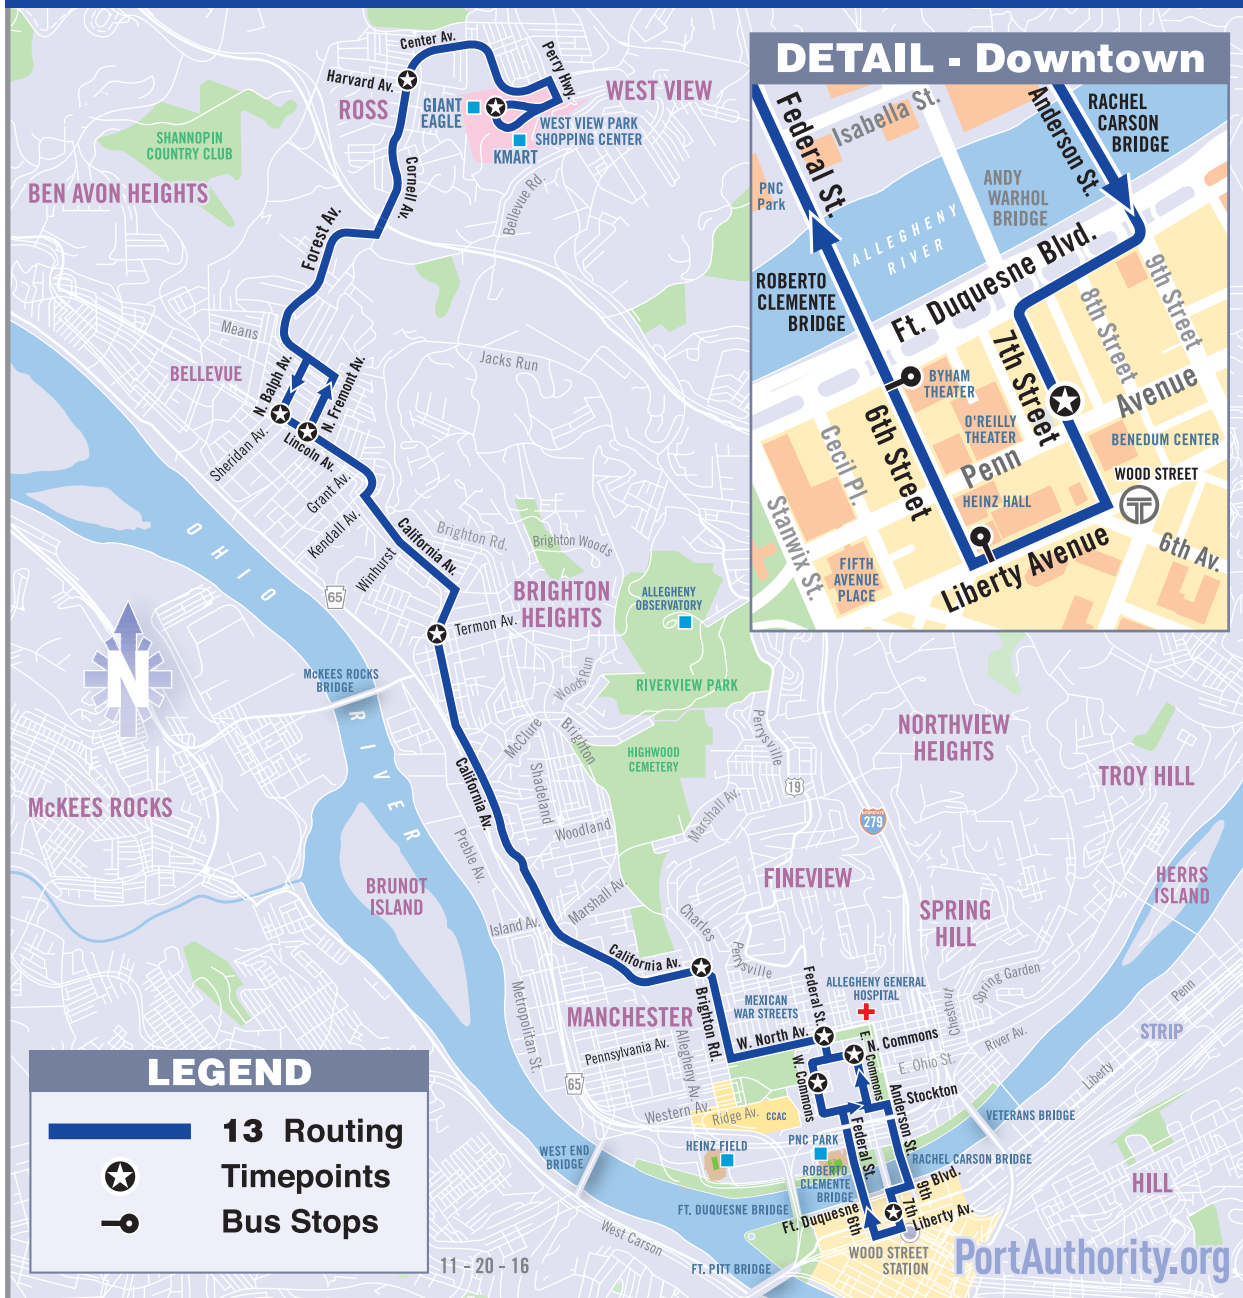 Center Av.
Harvard Av.
ROSS
Perry Hwy.
WEST VIEW
GIANT
EAGLE
WEST VIEW PARK
SHOPPING CENTER
KMART
SHANNOPIN
COUNTRY CLUB
BEN AVON HEIGHTS
Cornell Av.
Bellevue Rd.
Forest Av.
Means
Jacks Run
BELLEVUE
N. Balph Av.
N. Fremont Av.
Sheridan Av.
Lincoln Av.
Grant Av.
Kendall Av.
Winhurst
California Av.
Brighton Rd.
Brighton Woods
65
BRIGHTON
HEIGHTS
Termon Av.
ALLEGHENY
OBSERVATORY
RIVERVIEW PARK
OHIO
RIVER
N
McKEES ROCKS
BRIDGE
Woods Run
McClure
Brighton
Shadeland
Woodland
HIGHWOOD
CEMETERY
Perrysville
19
Marshall Av.
NORTHVIEW
HEIGHTS
TROY HILL
279
McKEES ROCKS
California Av.
Preble Av.
BRUNOT
ISLAND
Island Av.
Marshall Av.
FINEVIEW
SPRING
HILL
HERRS
ISLAND
Charles
Perrysville
California Av.
Brighton Rd.
MANCHESTER
Metropolitan St.
Pennsylvania Av.
Allegheny Av.
MEXICAN
WAR STREETS
W. North Av.
Federal St.
ALLEGHENY GENERAL
HOSPITAL
Chestnut
Spring Garden
Penn
STRIP
N. Commons
E. Commons
W. Commons
E. Ohio St.
River Av.
Liberty
Stockton
Anderson St.
65
Western Av.
Ridge Av.
CCAC
VETERANS BRIDGE
WEST END
BRIDGE
HEINZ FIELD
PNC PARK
Federal St.
ROBERTO
CLEMENTE
BRIDGE
RACHEL CARSON BRIDGE
HILL
FT. DUQUESNE BRIDGE
Ft. Duquesne
Blvd.
6th
7th
9th
Liberty Av.
West Carson
FT. PITT BRIDGE
WOOD STREET
STATION
PortAuthority.org
11 - 20 - 16
LEGEND
13 Routing
Timepoints
Bus Stops
DETAIL - Downtown
Federal St.
Isabella St.
Anderson St.
RACHEL
CARSON
BRIDGE
PNC
Park
ANDY
WARHOL
BRIDGE
ALLEGHENY
RIVER
ROBERTO
CLEMENTE
BRIDGE
Ft. Duquesne Blvd.
9th Street
8th Street
7th Street
BYHAM
THEATER
Avenue
6th Street
O'REILLY
THEATER
Penn
BENEDUM CENTER
Cecil Pl.
HEINZ HALL
WOOD STREET
Stanwix St.
FIFTH
AVENUE
PLACE
Liberty Avenue
6th Av.